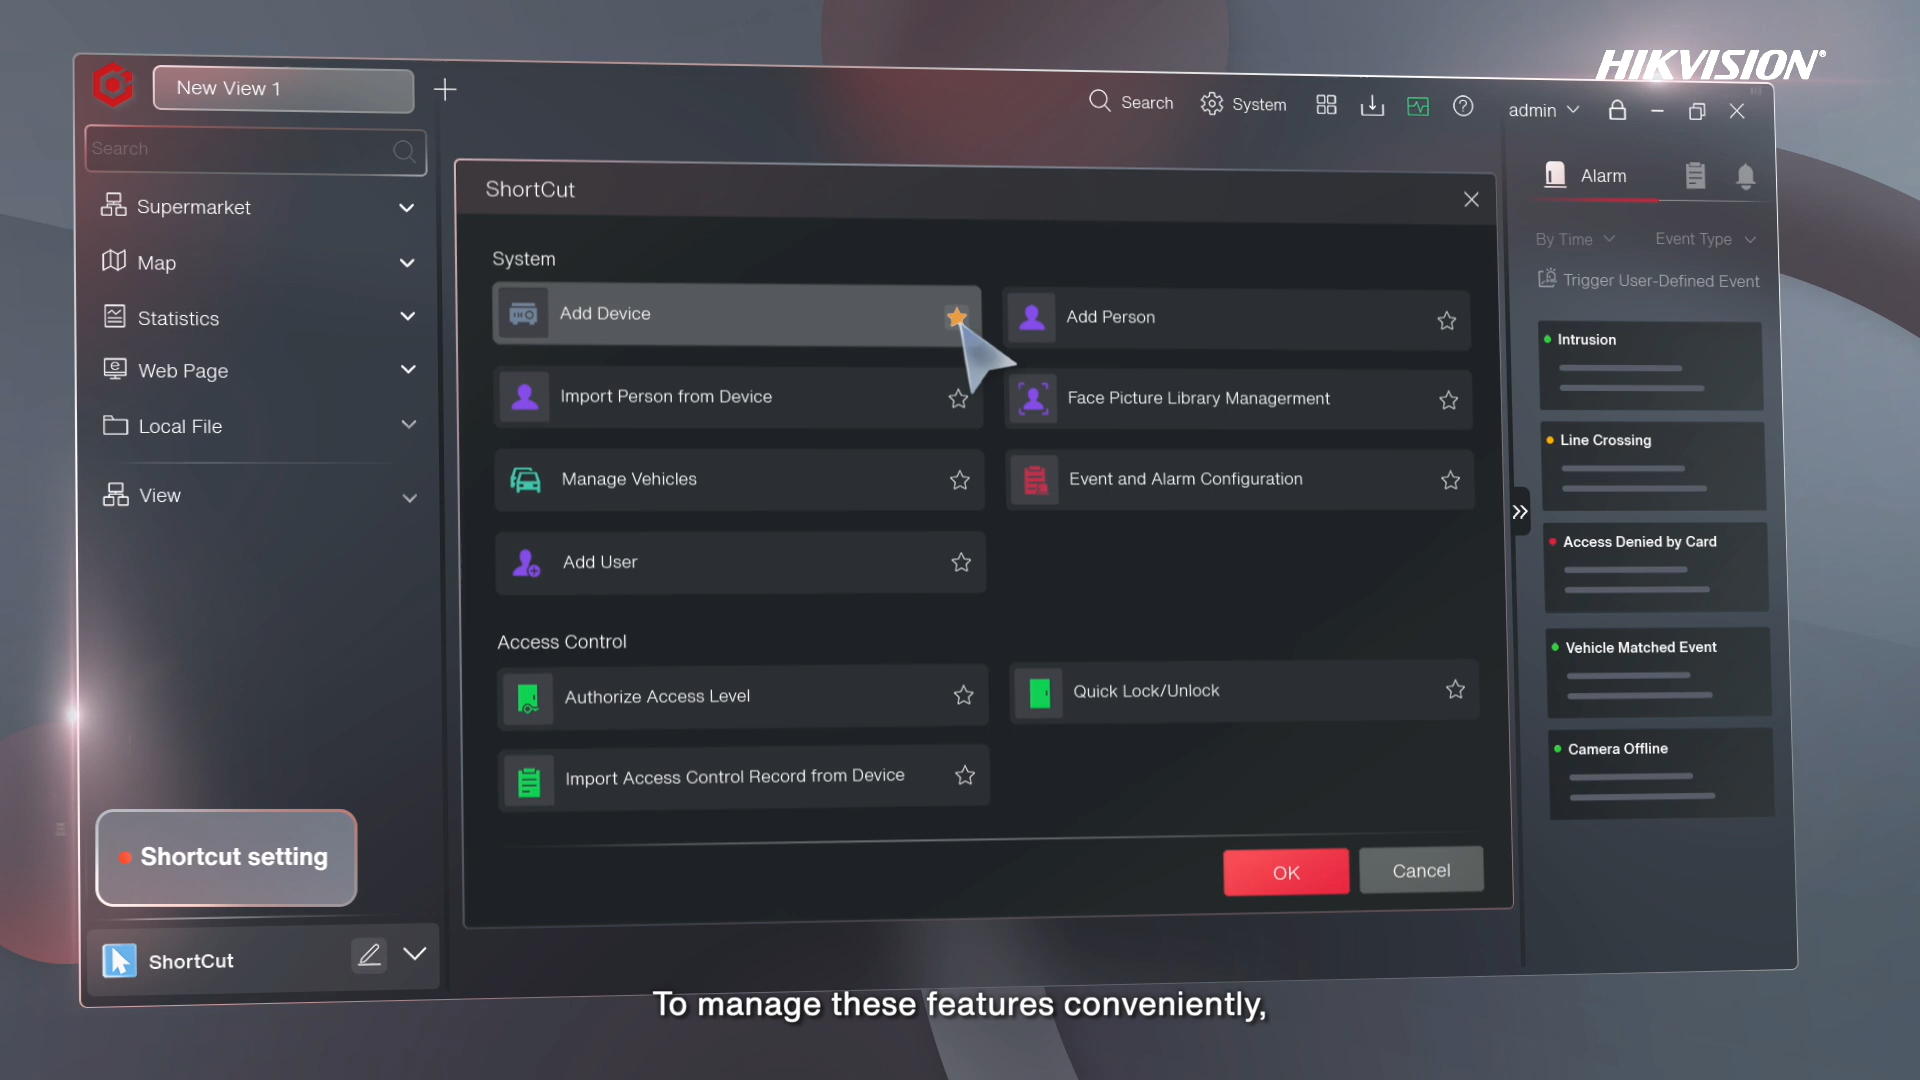 HIKVISION®
New View 1
Search
System
admin
Search
Supermarket
Map
Statistics
Web Page
Local File
View
Shortcut setting
ShortCut
ShortCut
System
Add Device
Add Person
Import Person from Device
Face Picture Library Managerment
Manage Vehicles
Event and Alarm Configuration
Add User
Access Control
Authorize Access Level
Quick Lock/Unlock
Import Access Control Record from Device
OK
Cancel
Alarm
By Time
Event Type
Trigger User-Defined Event
Intrusion
Line Crossing
Access Denied by Card
Vehicle Matched Event
Camera Offline
To manage these features conveniently,